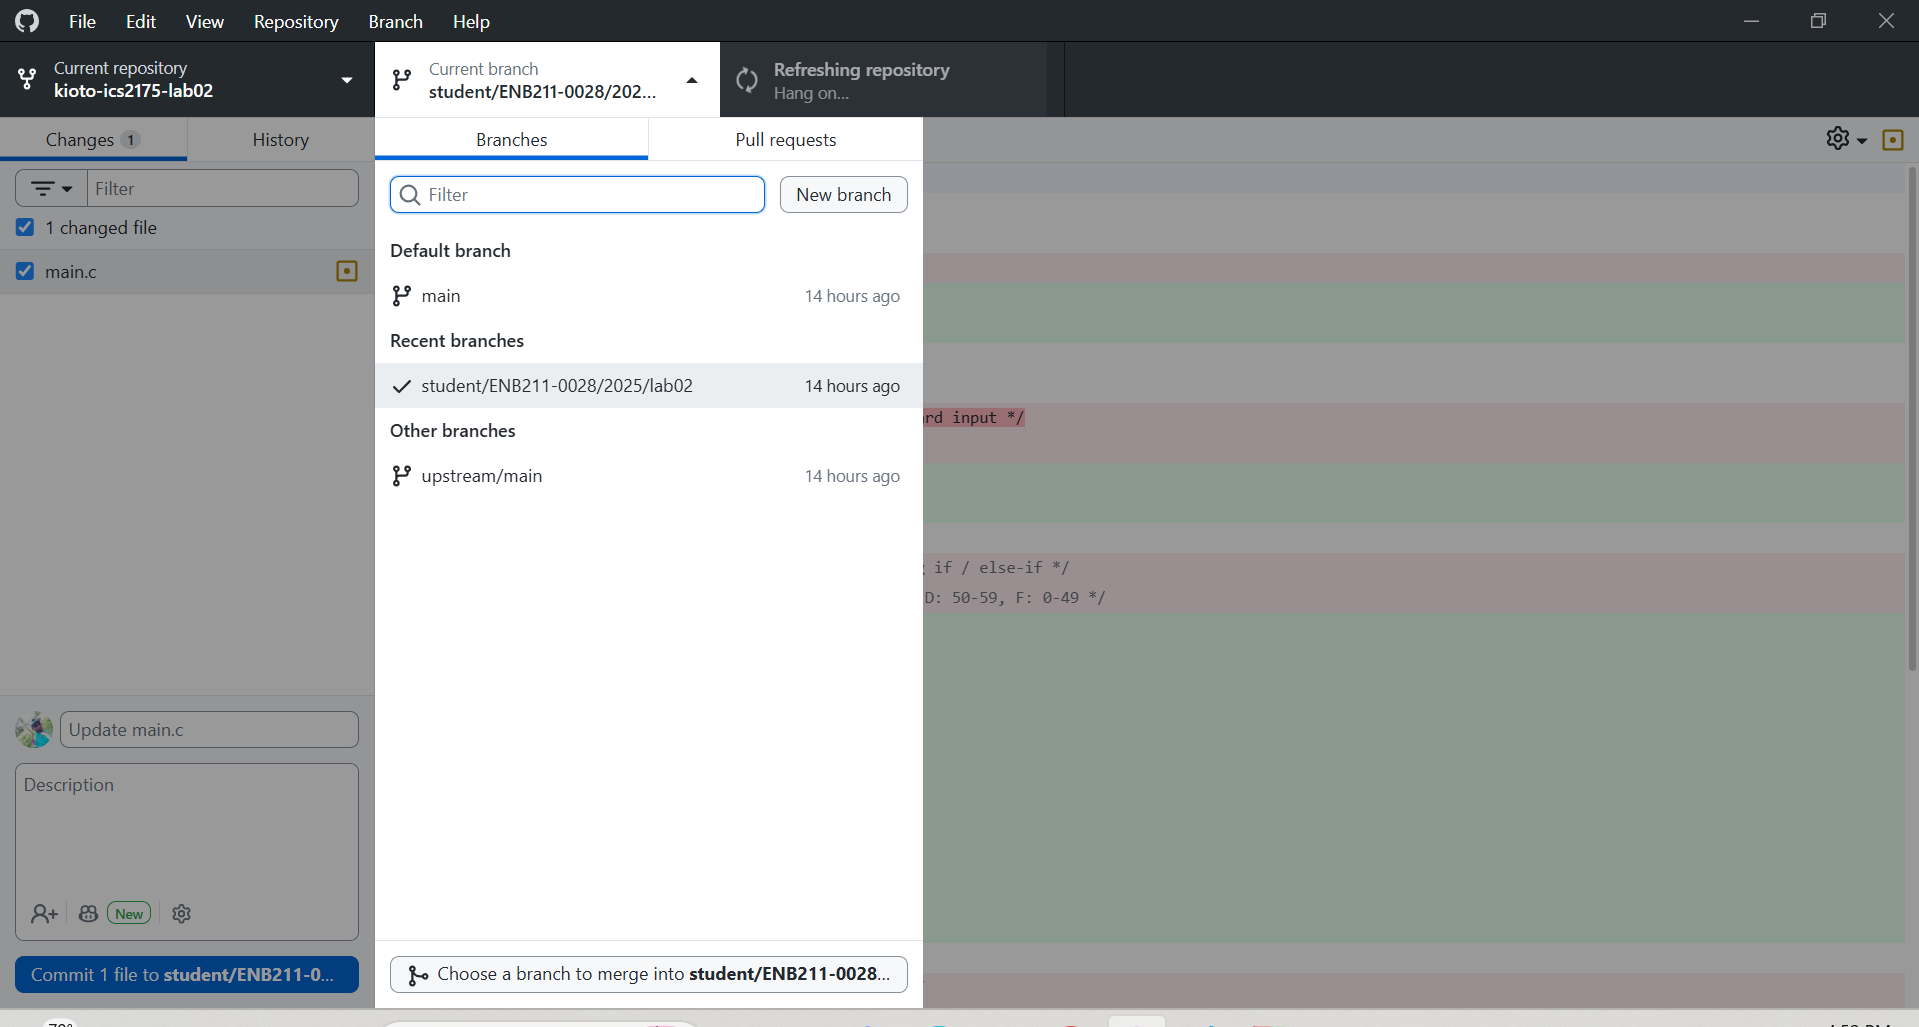 File Edit View Repository Branch Help
Current repository
kioto-ics2175-lab02
Current branch
student/ENB211-0028/202...
Refreshing repository
Hang on...
Changes 1
History
Branches
Pull requests
Filter
Filter
New branch
1 changed file
main.c
Default branch
main 14 hours ago
Recent branches
student/ENB211-0028/2025/lab02 14 hours ago
Other branches
upstream/main 14 hours ago
input */
if / else-if */
D: 50-59, F: 0-49 */
Update main.c
Description
New
Commit 1 file to student/ENB211-0...
Choose a branch to merge into student/ENB211-0028...